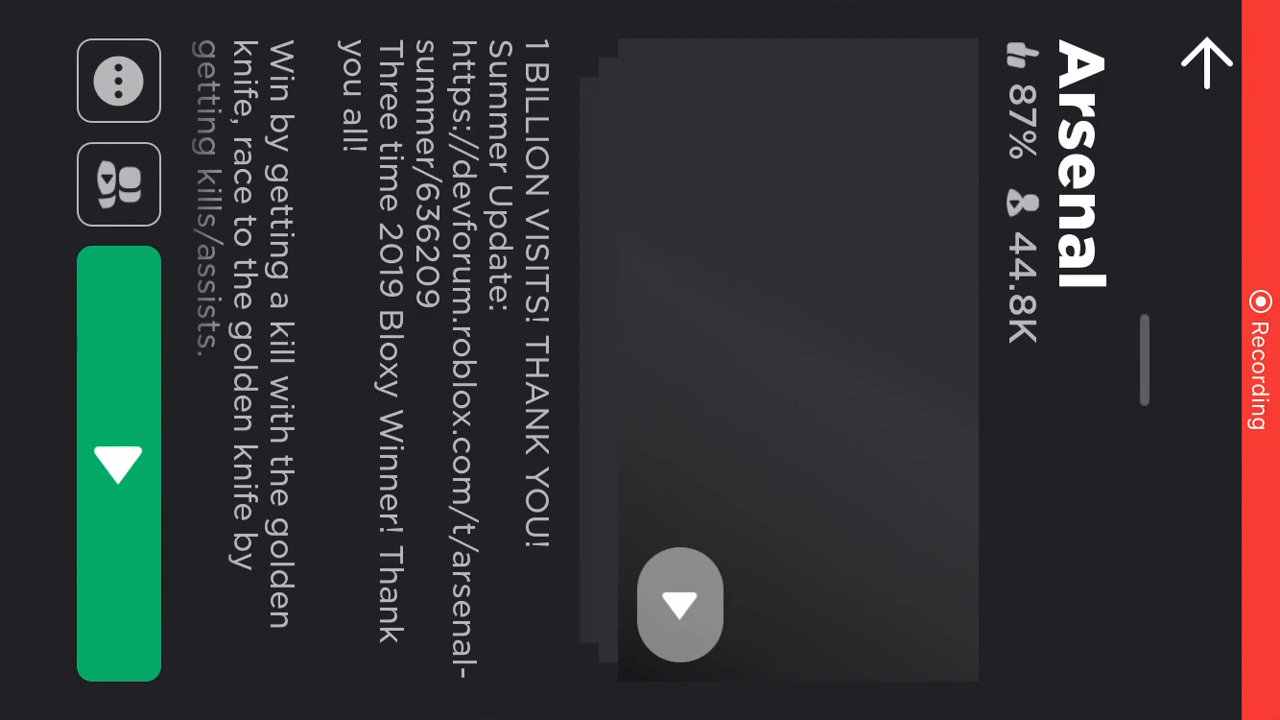 Recording
Arsenal
87% 44.8K
1 BILLION VISITS! THANK YOU!
Summer Update:
https://devforum.roblox.com/t/arsenal-
summer/636209
Three time 2019 Bloxy Winner! Thank
you all!
Win by getting a kill with the golden
knife, race to the golden knife by
getting kills/assists.